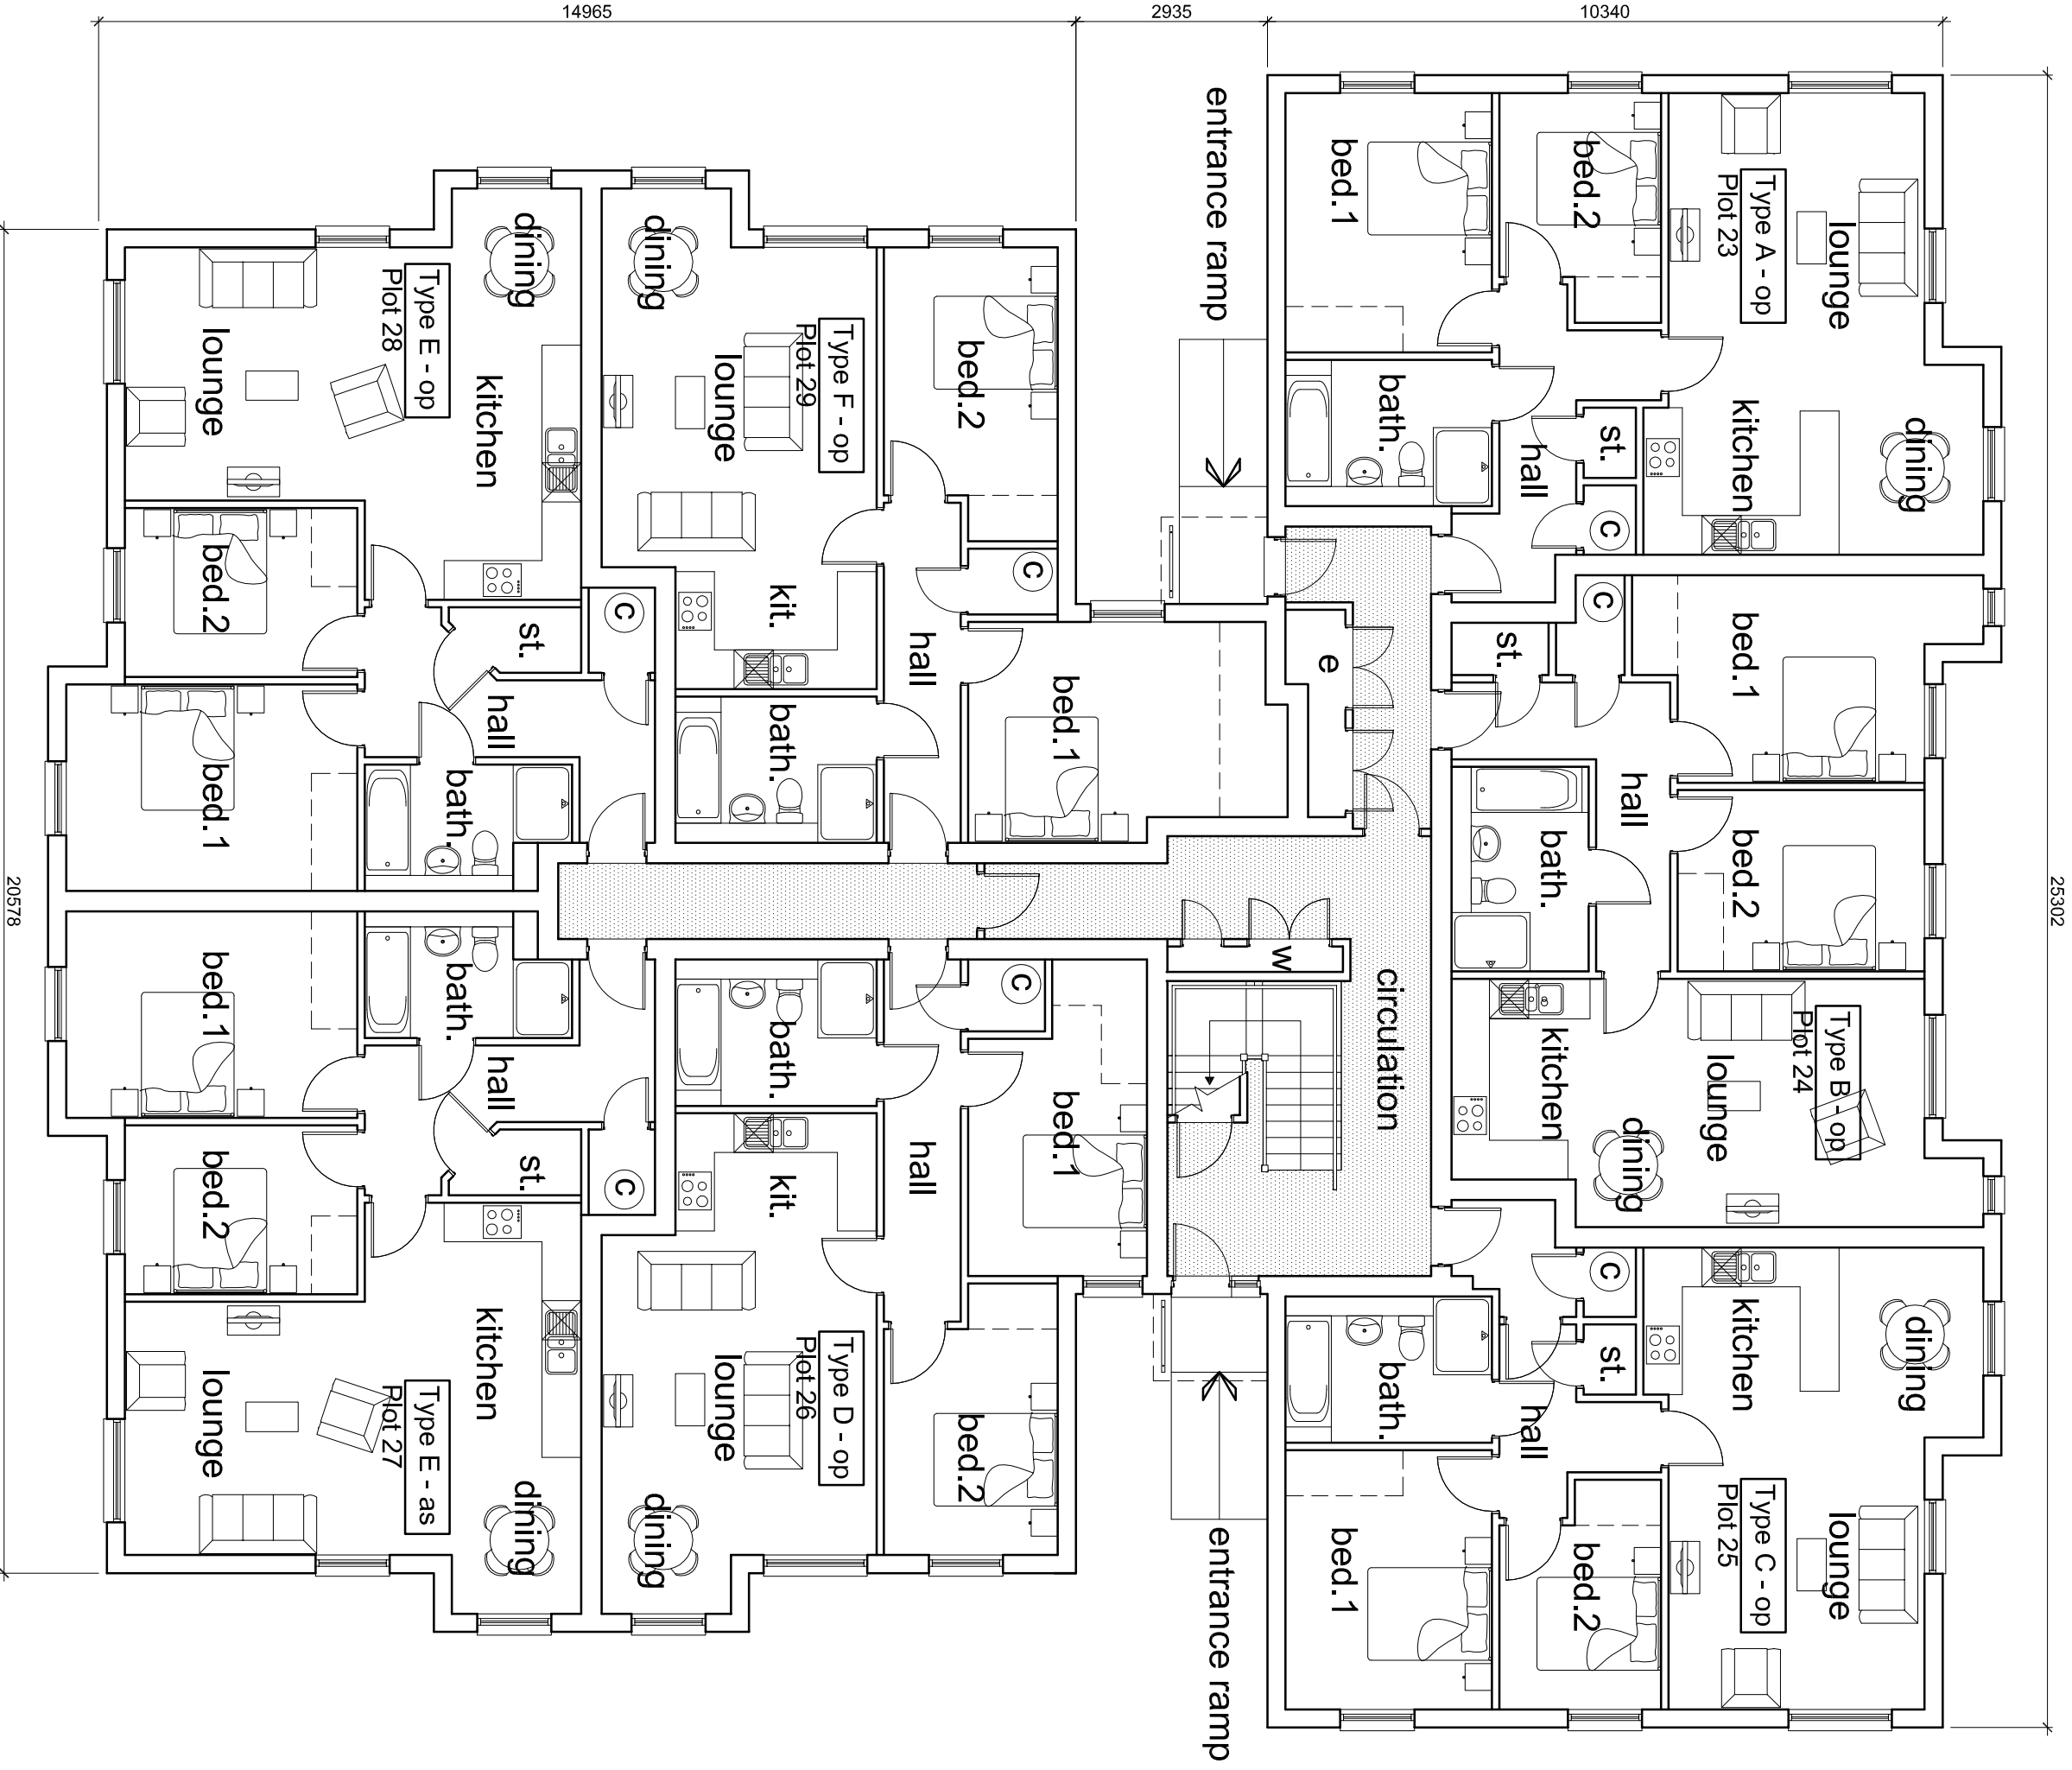 14965
2935
10340
25302
20578
entrance ramp
bed.1
bed.2
Type A - op
Plot 23
lounge
bath.
hall
st.
c
kitchen
dining
dining
kitchen
Type E - op
Plot 28
lounge
dining
lounge
Type F - op
Plot 29
kit.
bed.2
c
hall
bath.
bed.1
e
c
st.
bed.1
hall
bath.
bed.2
Type B - op
Plot 24
lounge
kitchen
dining
bed.2
bed.1
hall
st.
c
bath.
w
circulation
bed.1
bath.
hall
st.
c
bed.2
bath.
c
hall
kit.
bed.1
bed.2
Type D - op
Plot 26
lounge
dining
kitchen
Type E - as
Plot 27
lounge
dining
entrance ramp
c
st.
kitchen
dining
hall
bath.
bed.1
bed.2
Type C - op
Plot 25
lounge